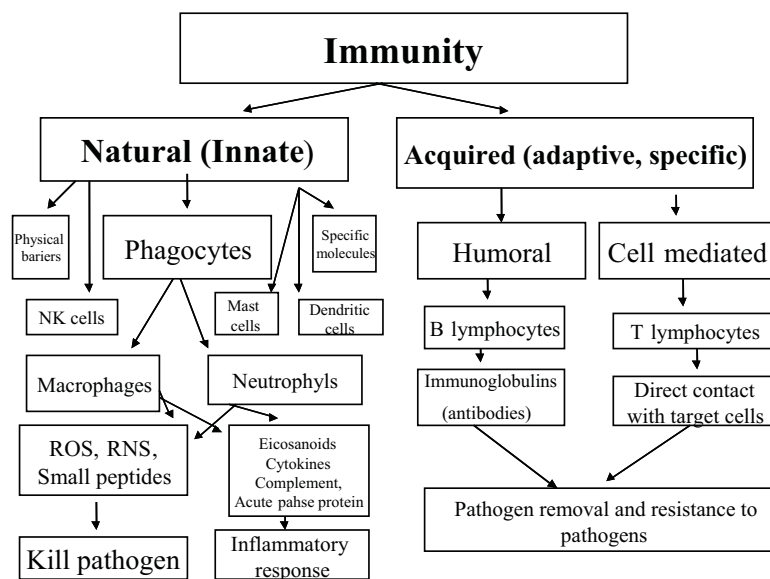 Immunity
Natural (Innate)
Acquired (adaptive, specific)
Physical
bariers
Phagocytes
Specific
molecules
Humoral
Cell mediated
NK cells
Mast
cells
Dendritic
cells
B lymphocytes
T lymphocytes
Macrophages
Neutrophyls
Immunoglobulins
(antibodies)
Direct contact
with target cells
ROS, RNS,
Small peptides
Eicosanoids
Cytokines
Complement,
Acute pahse protein
Pathogen removal and resistance to
pathogens
Kill pathogen
Inflammatory
response